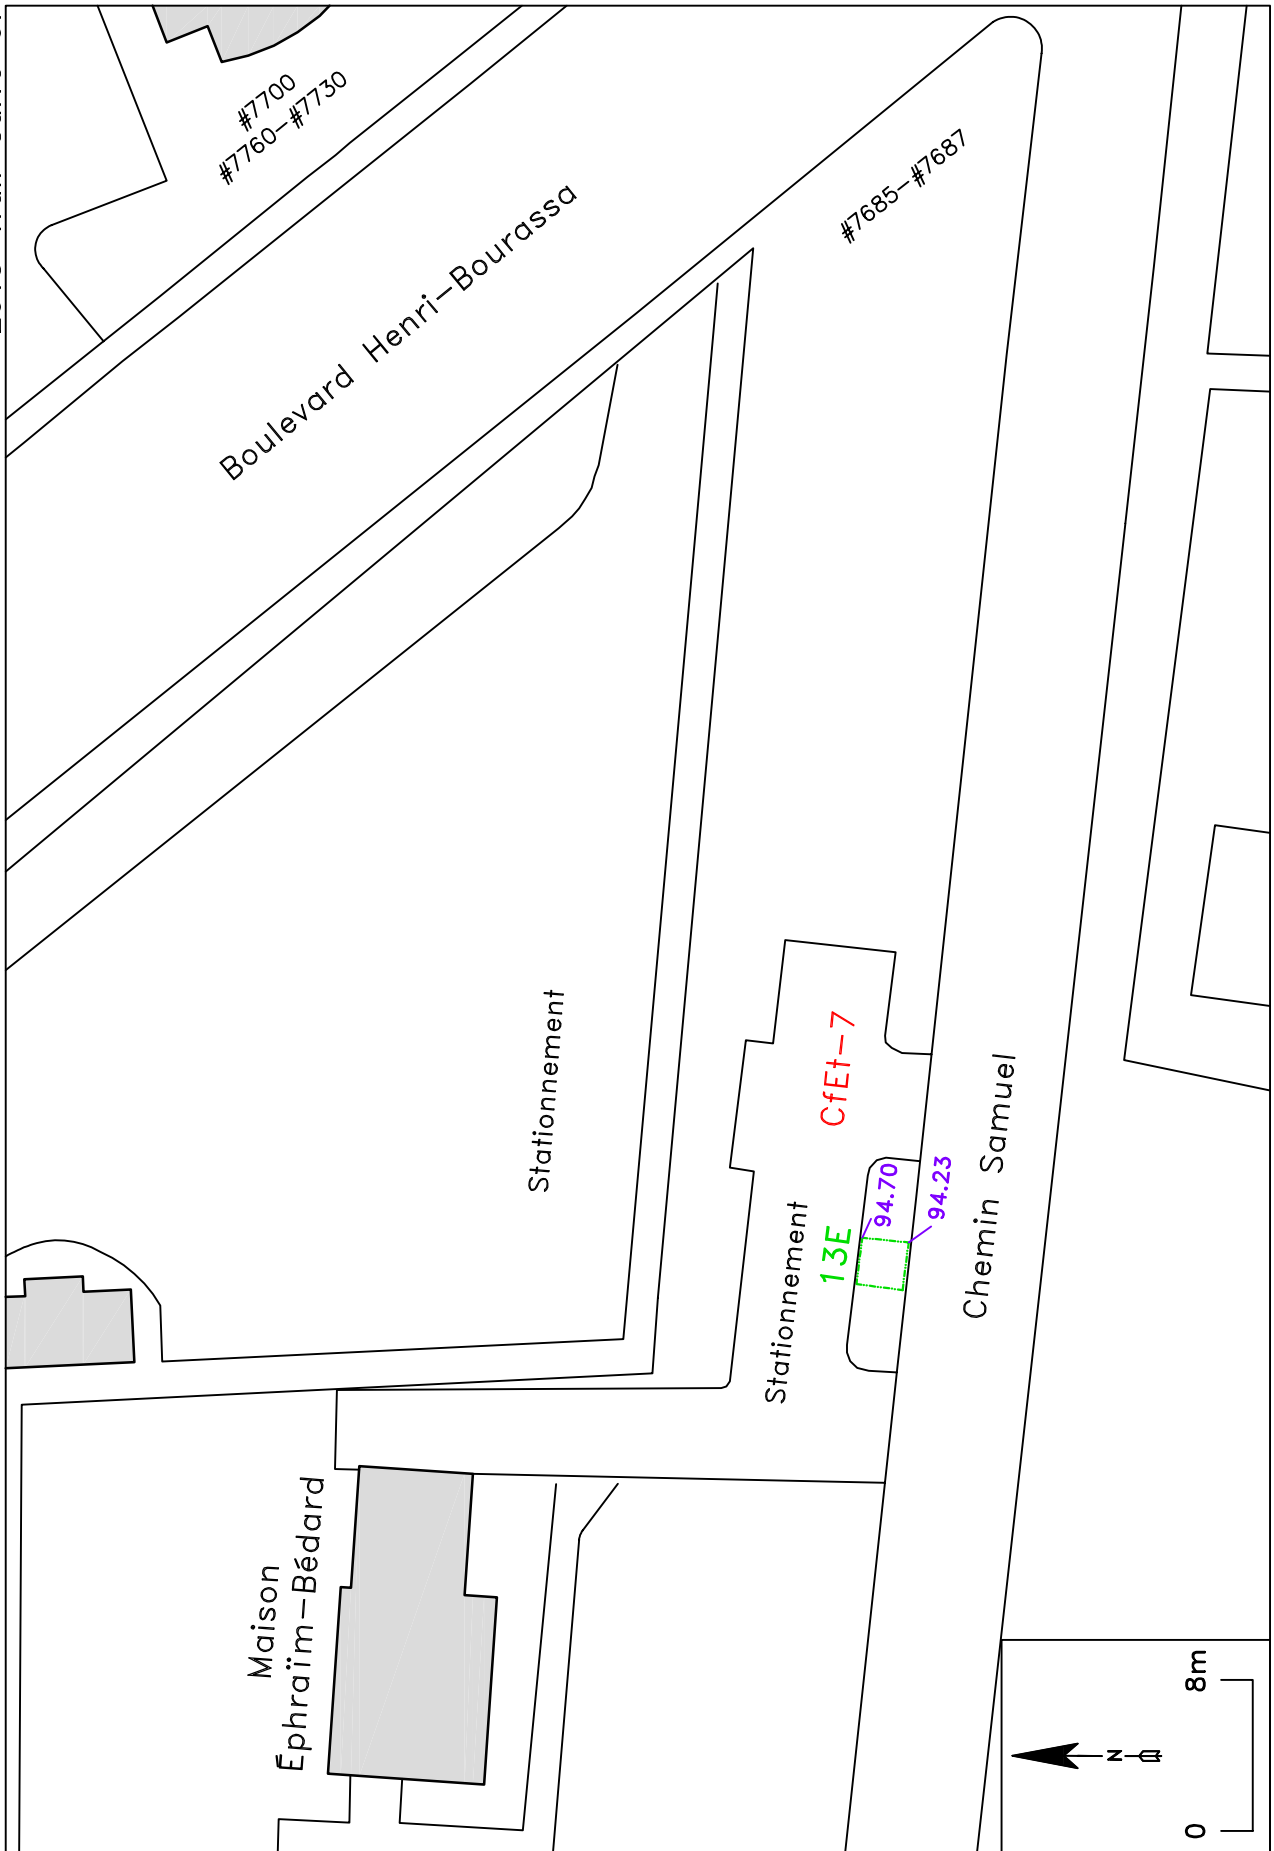 #7700
#7760-#7730
Boulevard Henri-Bourassa
#7685-#7687
Stationnement
CfEt-7
94.70
94.23
13E
Stationnement
Chemin Samuel
Maison
Éphraïm-Bédard
N
0
8m